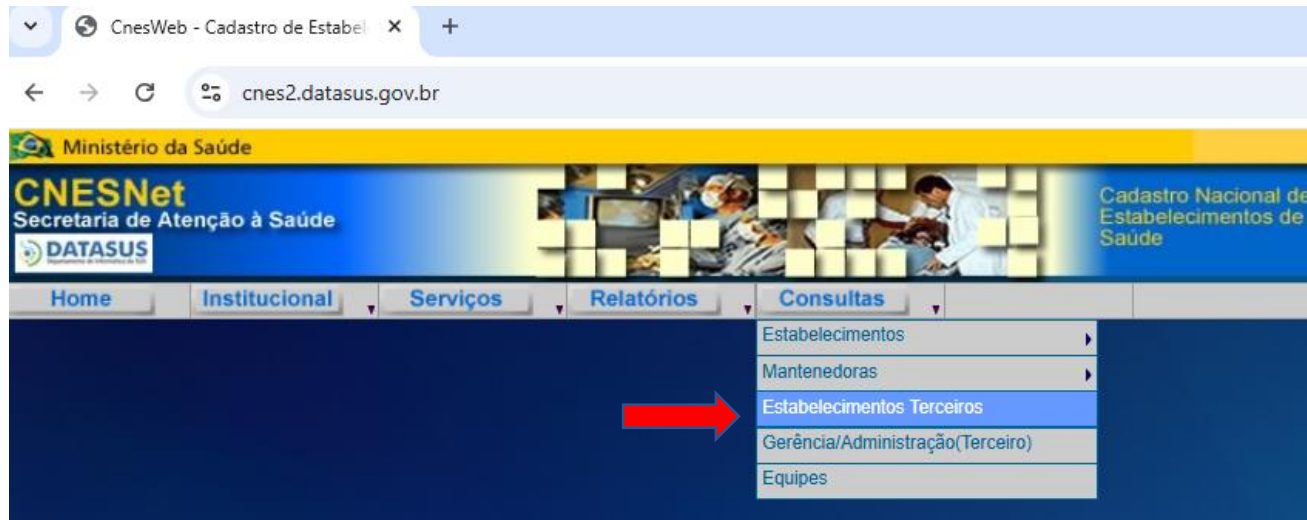 CnesWeb - Cadastro de Estabel
cnes2.datasus.gov.br
Ministério da Saúde
CNESNet
Secretaria de Atenção à Saúde
DATASUS
Cadastro Nacional de
Estabelecimentos de
Saúde
Home Institucional Serviços Relatórios Consultas
Estabelecimentos
Mantenedoras
Estabelecimentos Terceiros
Gerência/Administração(Terceiro)
Equipes